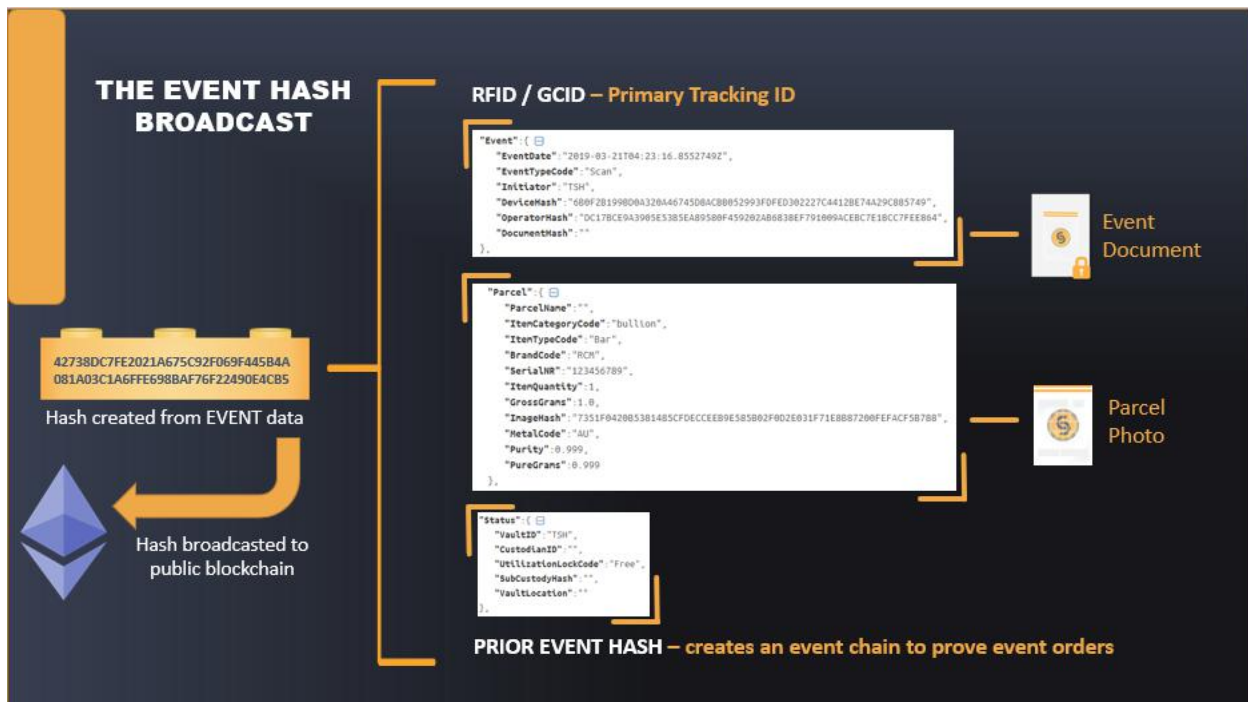 THE EVENT HASH
BROADCAST
42738DC7FE2021A675C92F069F445B4A
081A03C1A6FFE698BAF76F22490E4CB5
Hash created from EVENT data
Hash broadcasted to
public blockchain
RFID / GCID – Primary Tracking ID
"Event":{
"EventDate":"2019-03-21T04:23:16.8552749Z",
"EventTypeCode":"Scan",
"Initiator":"TSH",
"DeviceHash":
"OperatorHash":
"DocumentHash":""
},
Event
Document
"Parcel":{
"ParcelName":"",
"ItemCategoryCode":"bullion",
"ItemTypeCode":"Bar",
"BrandCode":"RCM",
"SerialNR":"123456789",
"ItemQuantity":1,
"GrossGrams":1.0,
"ImageHash":
"MetalCode":"AU",
"Purity":0.999,
"PureGrams":0.999
},
Parcel
Photo
"Status":{
"VaultID":"TSH",
"CustodianID":"",
"UtilizationLockCode":"Free",
"SubCustodyHash":"",
"VaultLocation":""
},
PRIOR EVENT HASH – creates an event chain to prove event orders